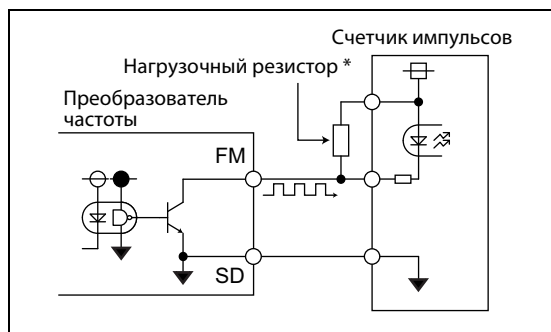 Счетчик импульсов
Нагрузочный резистор *
Преобразователь
частоты
FM
SD